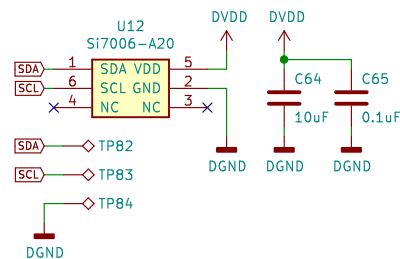 U12
Si7006-A20
DVDD
DVDD
SDA 1 SDA VDD 5
SCL 6 SCL GND 2
4 NC NC 3
C64
10uF
C65
0.1uF
DGND
DGND
DGND
SDA TP82
SCL TP83
TP84
DGND